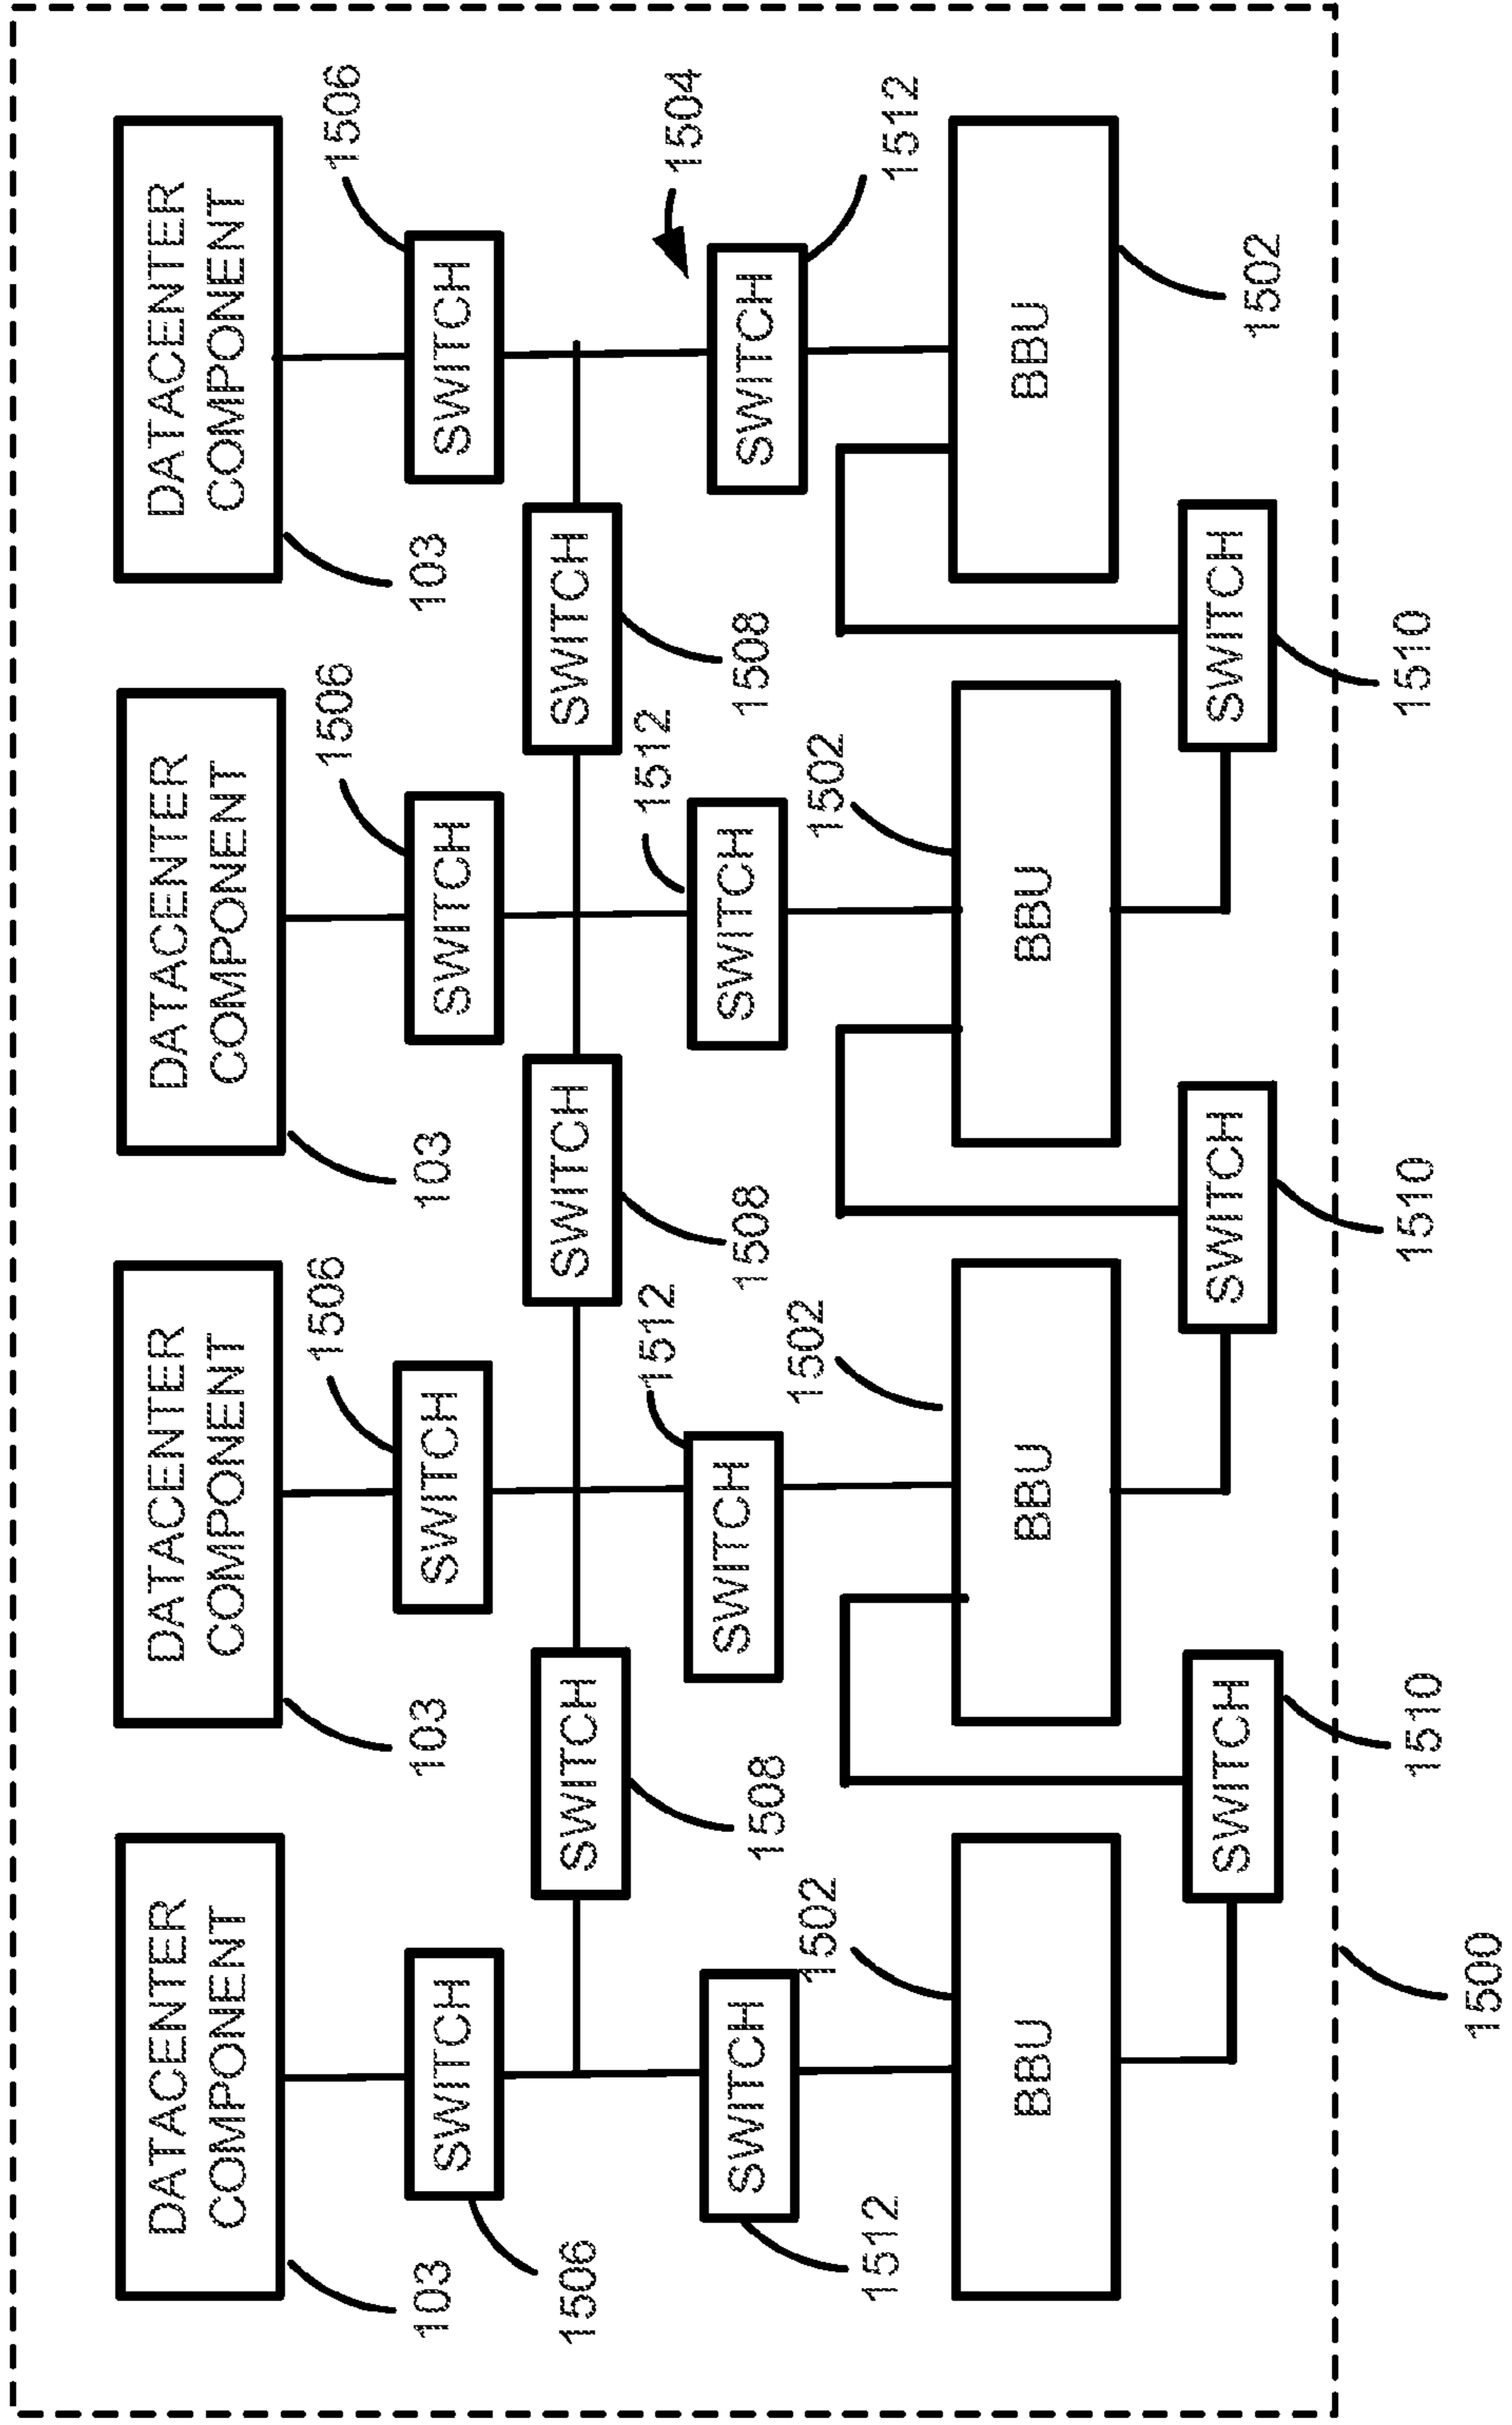 DATACENTER
COMPONENT
DATACENTER
COMPONENT
DATACENTER
COMPONENT
DATACENTER
COMPONENT
103
1506
103
1506
103
1506
103
1506
SWITCH
SWITCH
SWITCH
SWITCH
SWITCH
SWITCH
SWITCH
1508
1508
1508
1512
1512
1504
1512
1512
SWITCH
SWITCH
SWITCH
SWITCH
1502
1502
1502
1502
BBU
BBU
BBU
BBU
SWITCH
SWITCH
SWITCH
1510
1510
1510
1500